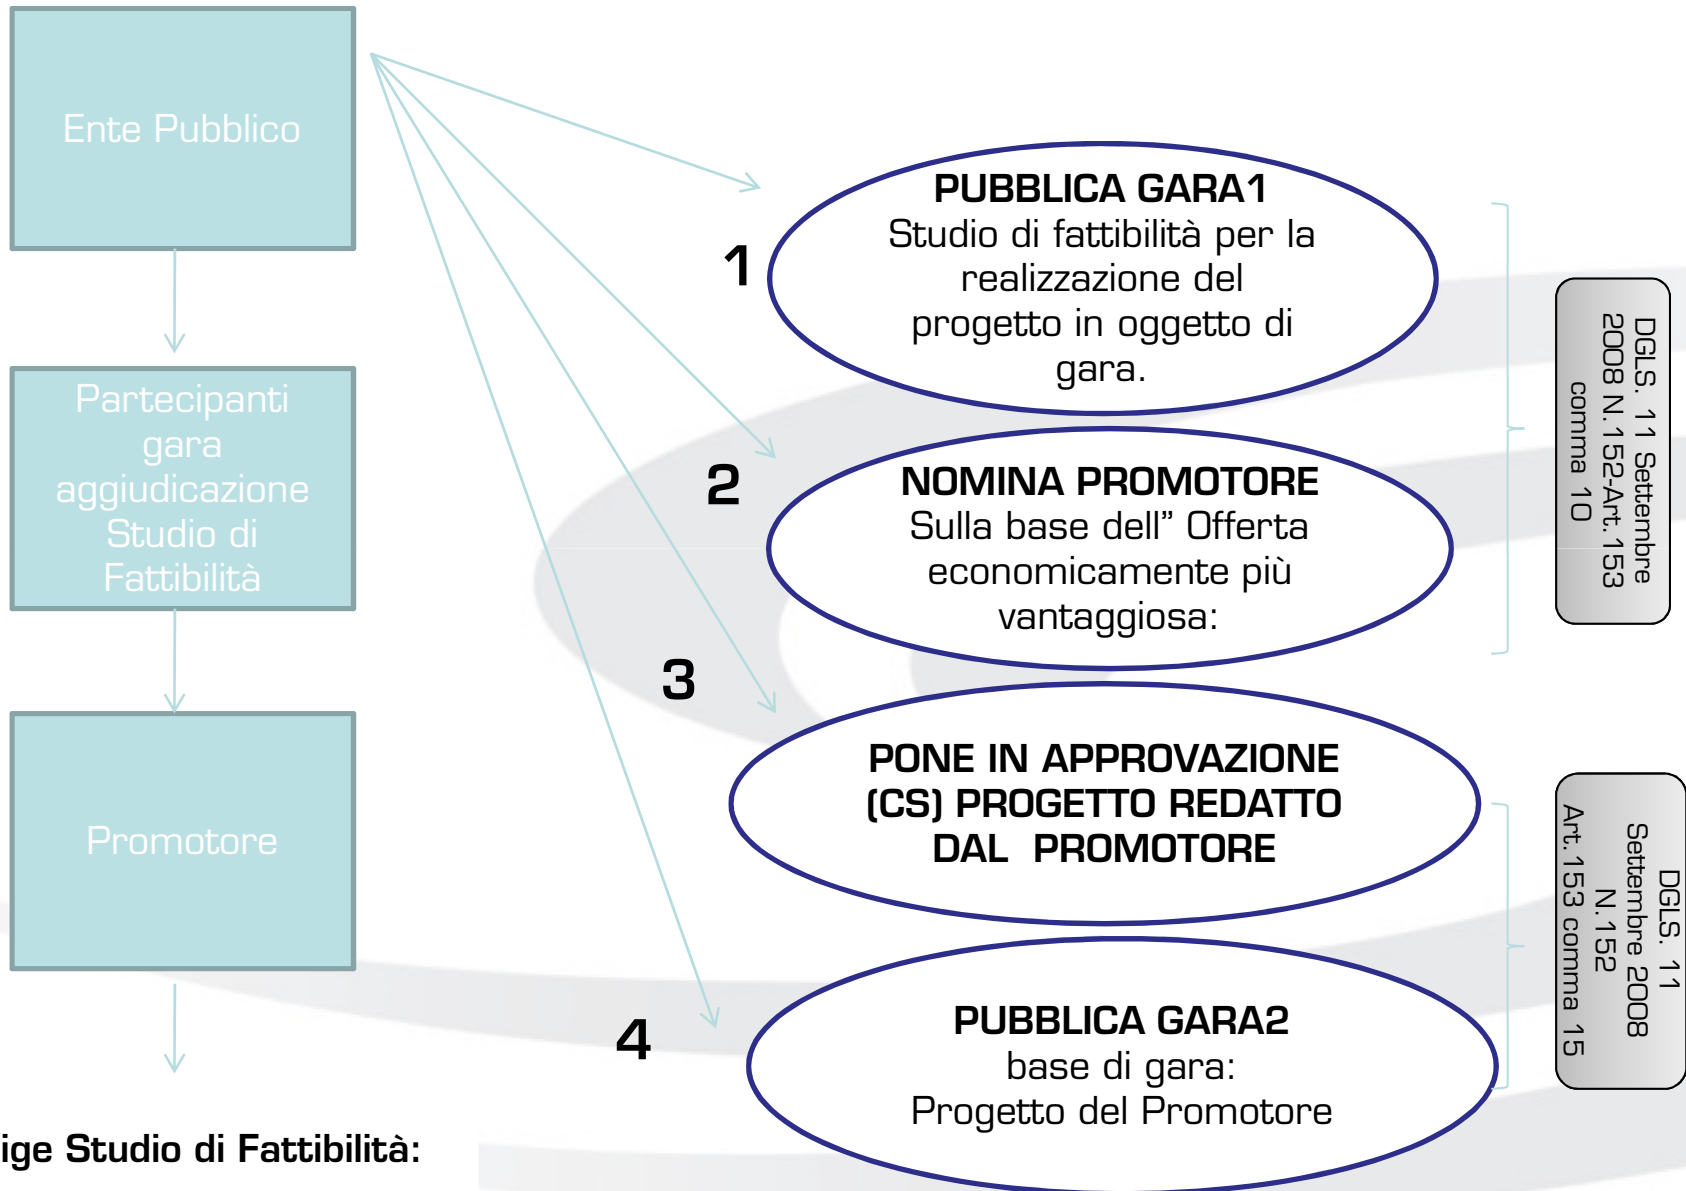 Ente Pubblico
Partecipanti
gara
aggiudicazione
Studio di
Fattibilità
Promotore
ige Studio di Fattibilità:
1
PUBBLICA GARA1
Studio di fattibilità per la
realizzazione del
progetto in oggetto di
gara.
2
NOMINA PROMOTORE
Sulla base dell” Offerta
economicamente più
vantaggiosa:
3
PONE IN APPROVAZIONE
(CS) PROGETTO REDATTO
DAL PROMOTORE
4
PUBBLICA GARA2
base di gara:
Progetto del Promotore
DGLS. 11 Settembre
2008 N.152-Art.153
comma 10
DGLS. 11
Settembre 2008
N.152
Art.153 comma 15